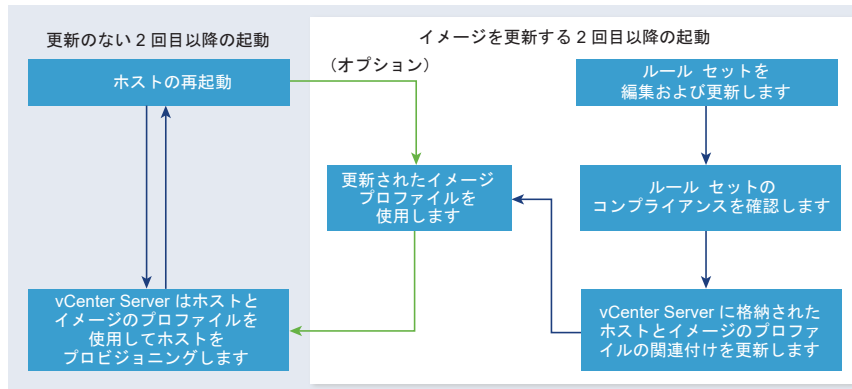 更新のない 2 回目以降の起動
イメージを更新する 2 回目以降の起動
ホストの再起動
(オプション)
ルール セットを
編集および更新します
更新されたイメージ
プロファイルを
使用します
ルール セットの
コンプライアンスを確認します
vCenter Server はホストと
イメージのプロファイルを
使用してホストを
プロビジョニングします
vCenter Server に格納された
ホストとイメージのプロファ
イルの関連付けを更新します